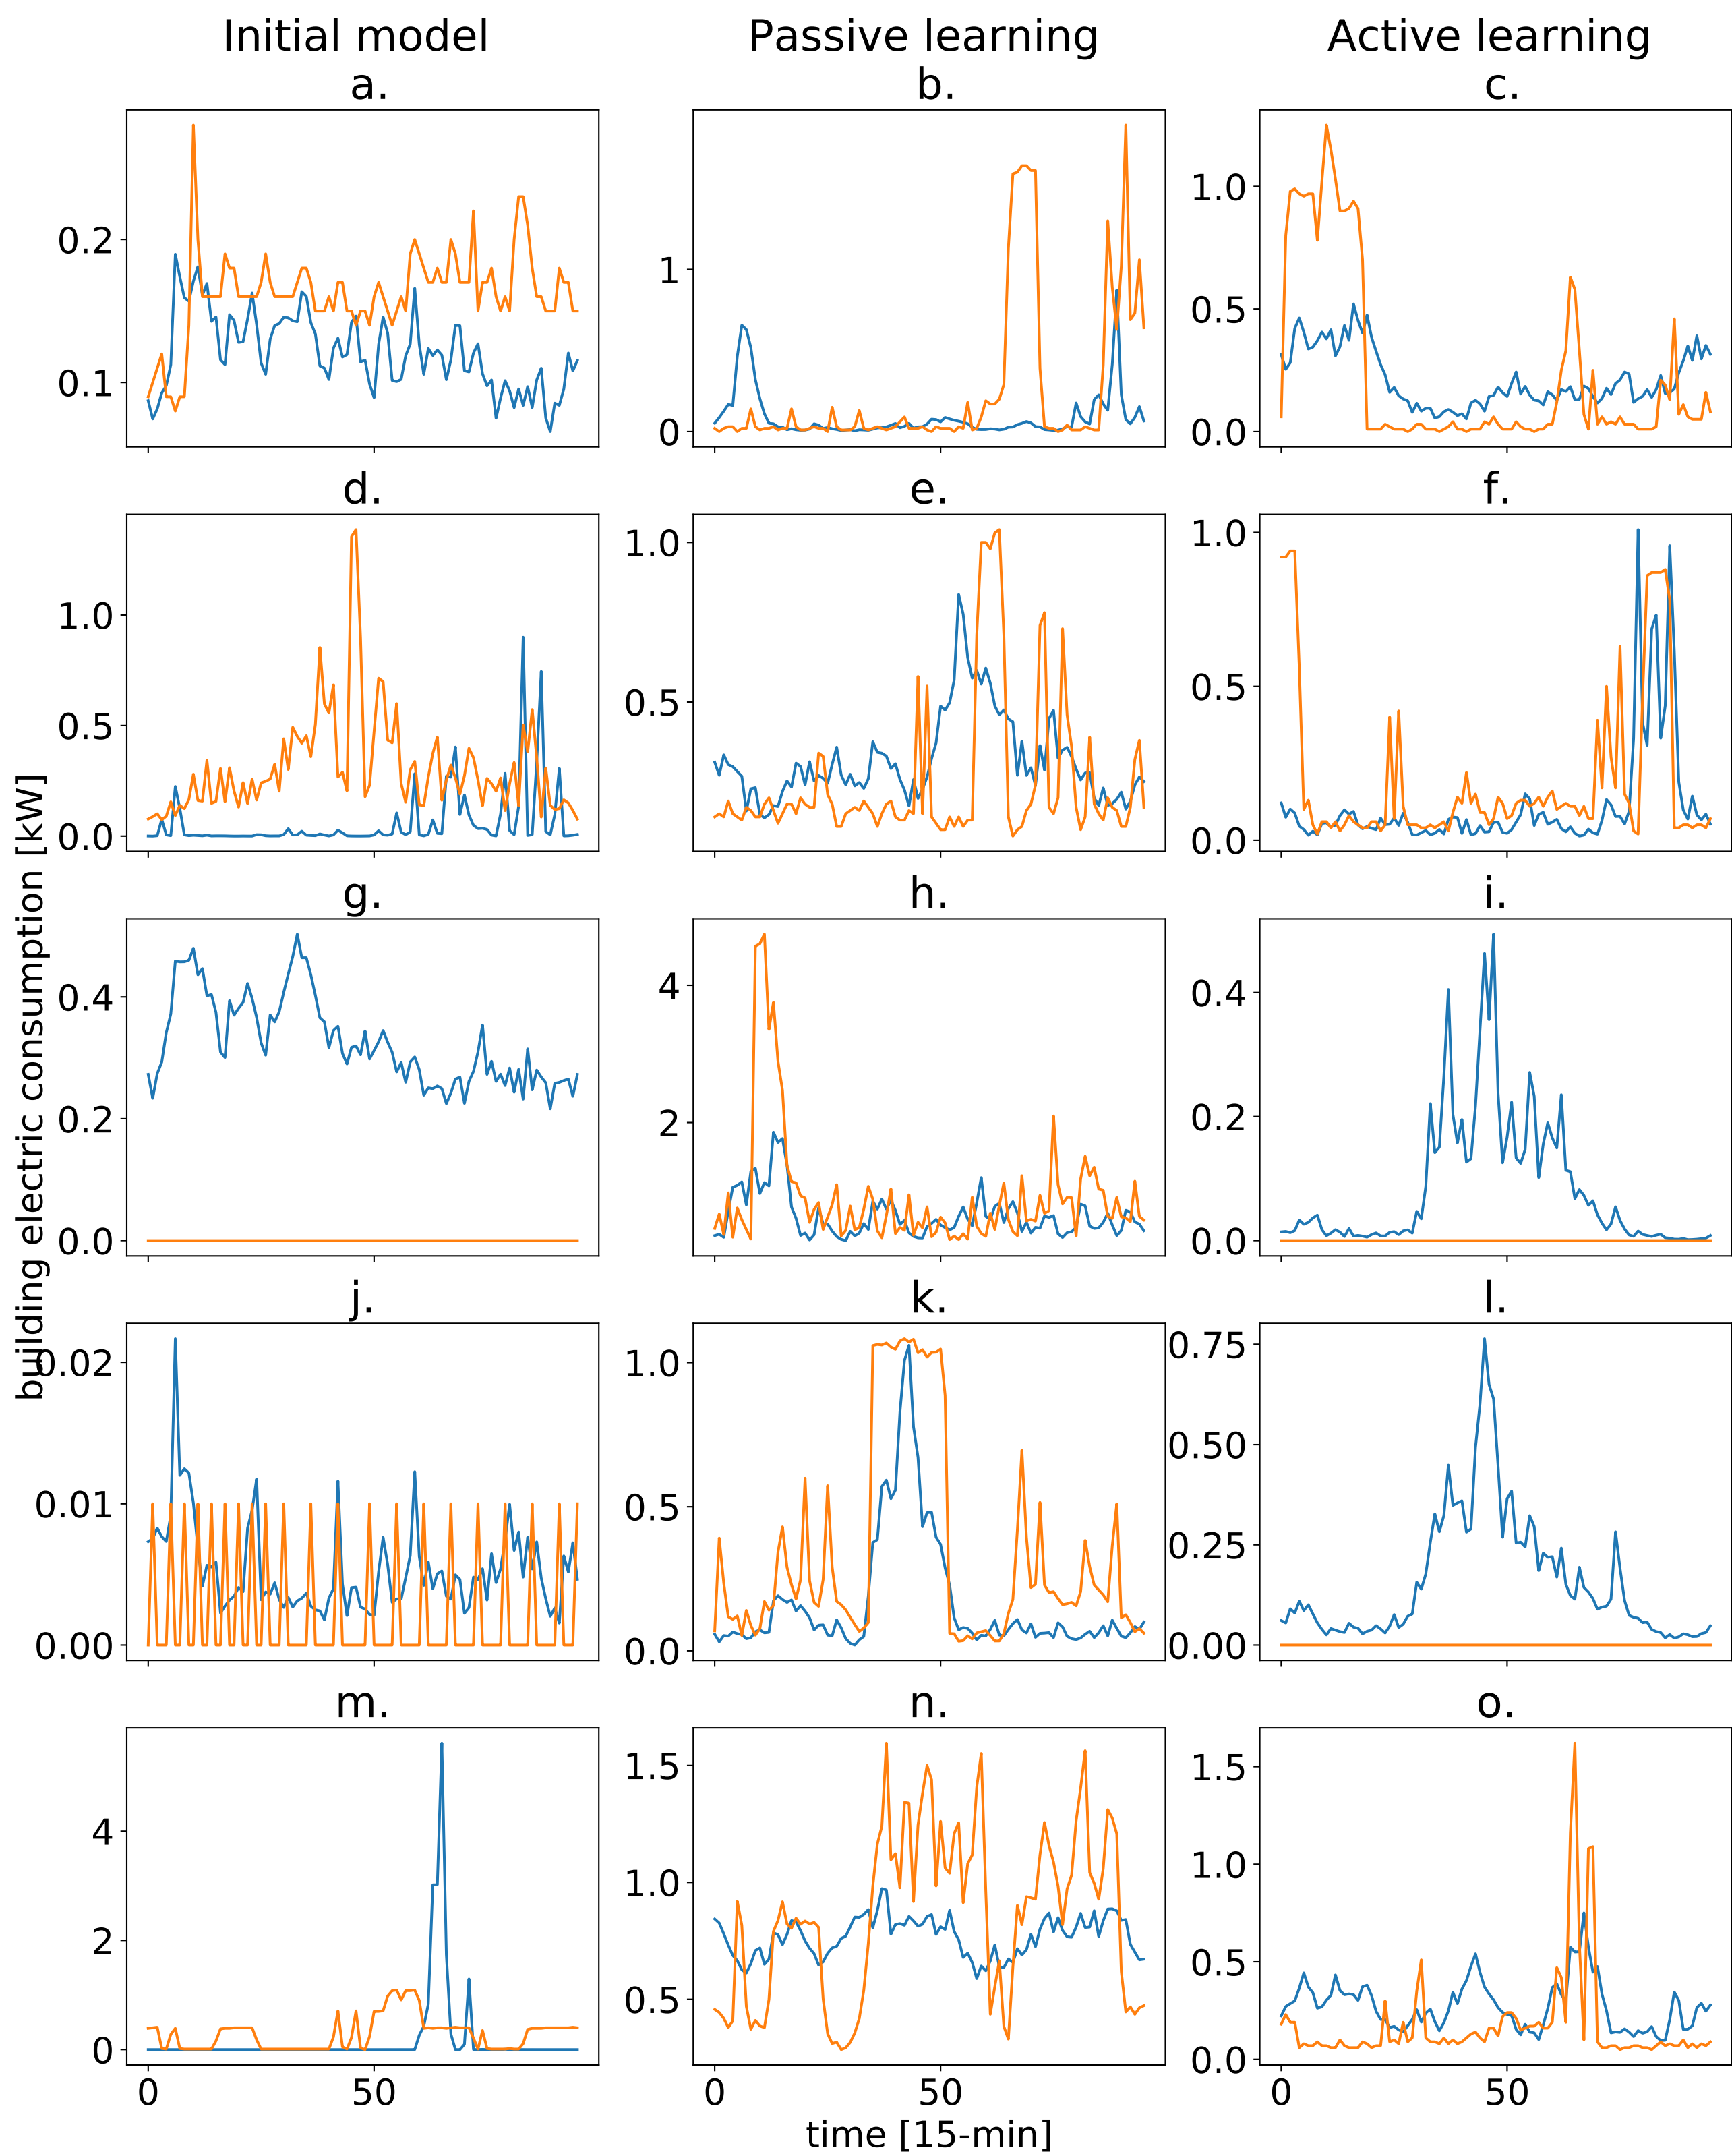 Initial model
Passive learning
Active learning
a.
b.
c.
0.2
0.1
1
0
1.0
0.5
0.0
d.
e.
f.
1.0
0.5
0.0
1.0
0.5
1.0
0.5
0.0
building electric consumption [kW]
g.
h.
i.
0.4
0.2
0.0
4
2
0.4
0.2
0.0
j.
k.
l.
0.02
0.01
0.00
1.0
0.5
0.0
0.75
0.50
0.25
0.00
m.
n.
o.
4
2
0
1.5
1.0
0.5
1.5
1.0
0.5
0.0
0 50
0 50
0 50
time [15-min]